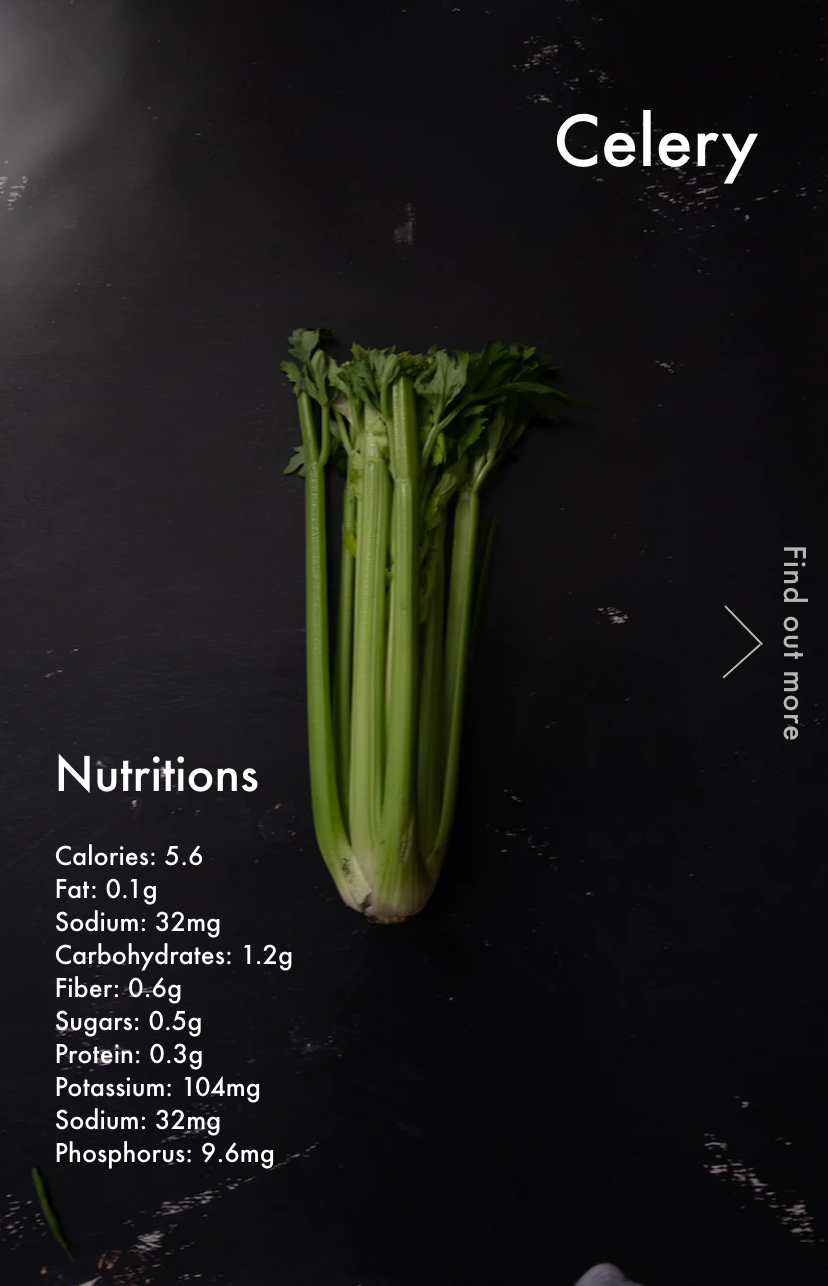 Celery
Find out more
Nutritions
Calories: 5.6
Fat: 0.1g
Sodium: 32mg
Carbohydrates: 1.2g
Fiber: 0.6g
Sugars: 0.5g
Protein: 0.3g
Potassium: 104mg
Sodium: 32mg
Phosphorus: 9.6mg